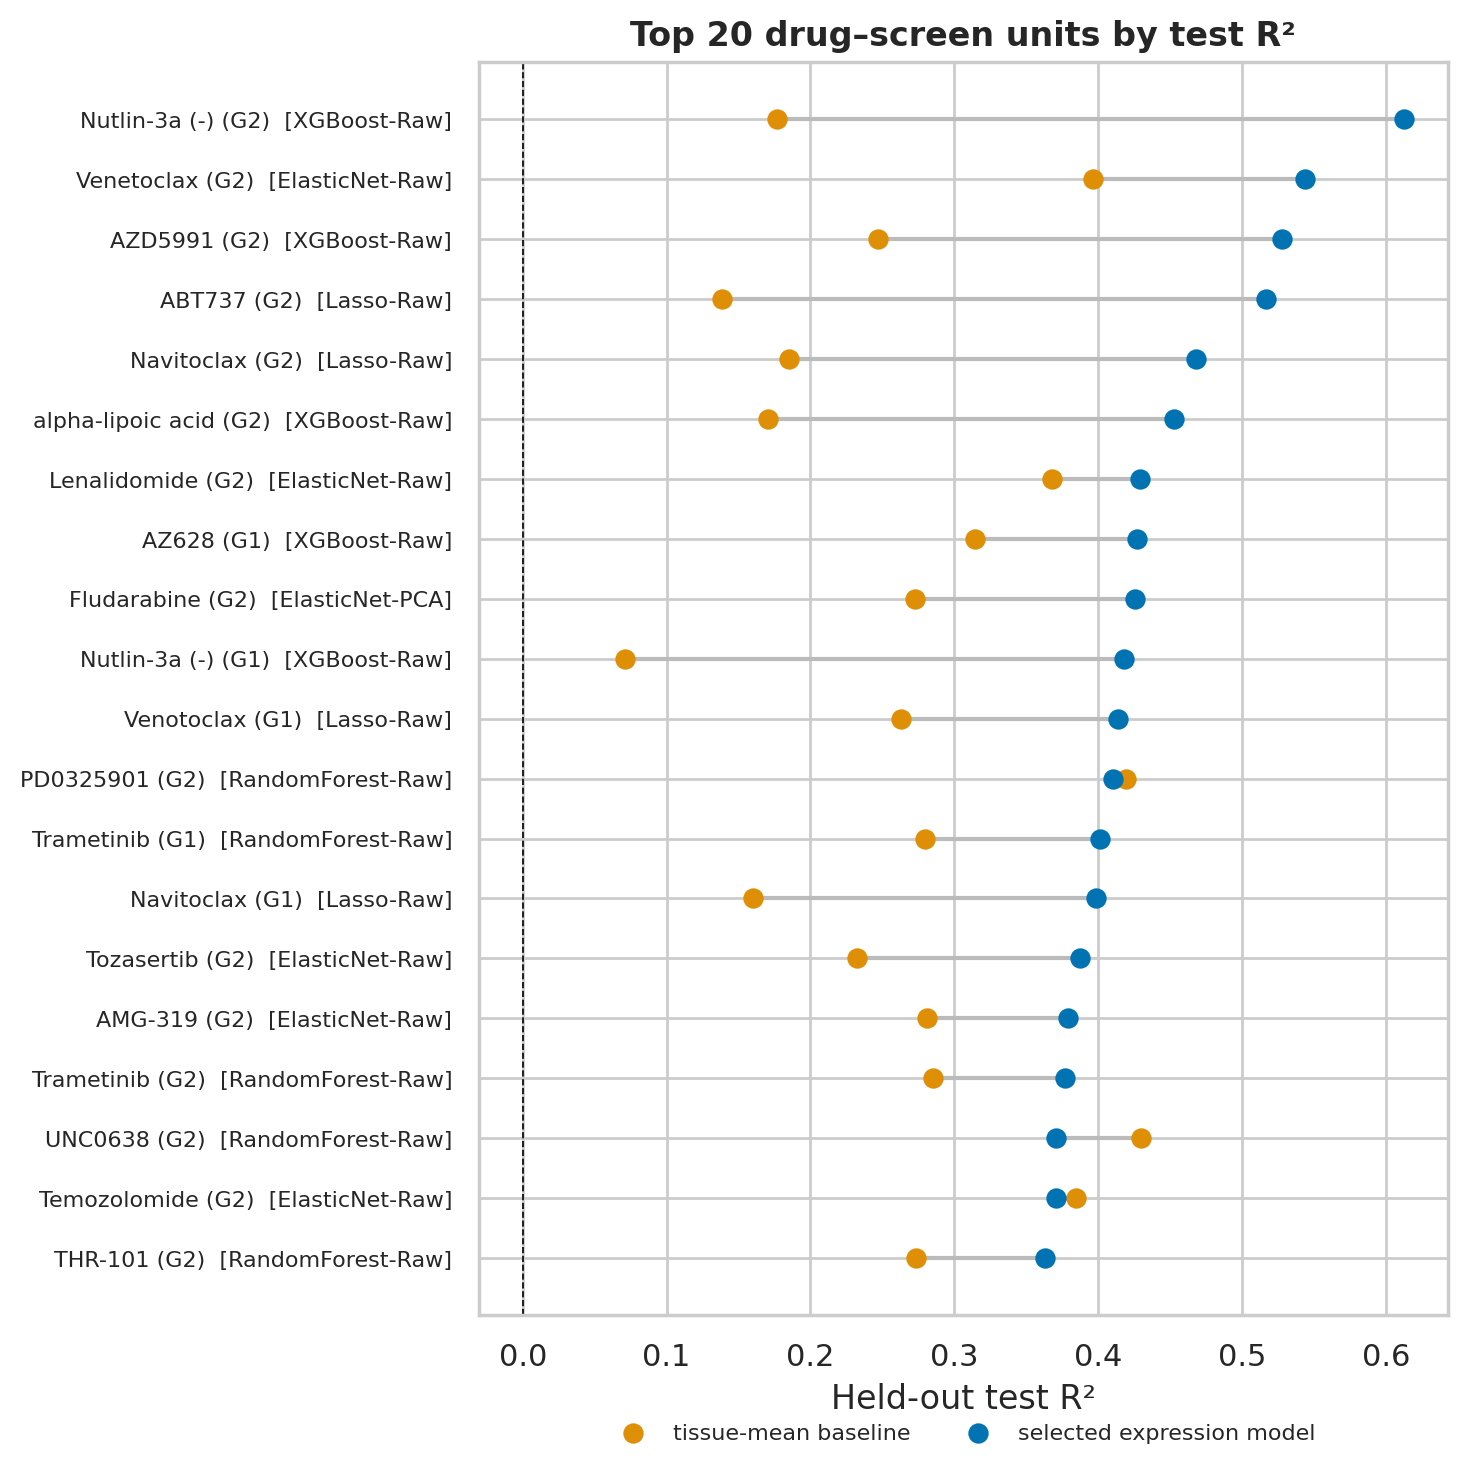 Top 20 drug–screen units by test R²
Nutlin-3a (-) (G2)  [XGBoost-Raw]
Venetoclax (G2)  [ElasticNet-Raw]
AZD5991 (G2)  [XGBoost-Raw]
ABT737 (G2)  [Lasso-Raw]
Navitoclax (G2)  [Lasso-Raw]
alpha-lipoic acid (G2)  [XGBoost-Raw]
Lenalidomide (G2)  [ElasticNet-Raw]
AZ628 (G1)  [XGBoost-Raw]
Fludarabine (G2)  [ElasticNet-PCA]
Nutlin-3a (-) (G1)  [XGBoost-Raw]
Venotoclax (G1)  [Lasso-Raw]
PD0325901 (G2)  [RandomForest-Raw]
Trametinib (G1)  [RandomForest-Raw]
Navitoclax (G1)  [Lasso-Raw]
Tozasertib (G2)  [ElasticNet-Raw]
AMG-319 (G2)  [ElasticNet-Raw]
Trametinib (G2)  [RandomForest-Raw]
UNC0638 (G2)  [RandomForest-Raw]
Temozolomide (G2)  [ElasticNet-Raw]
THR-101 (G2)  [RandomForest-Raw]
0.0 0.1 0.2 0.3 0.4 0.5 0.6
Held-out test R²
tissue-mean baseline selected expression model